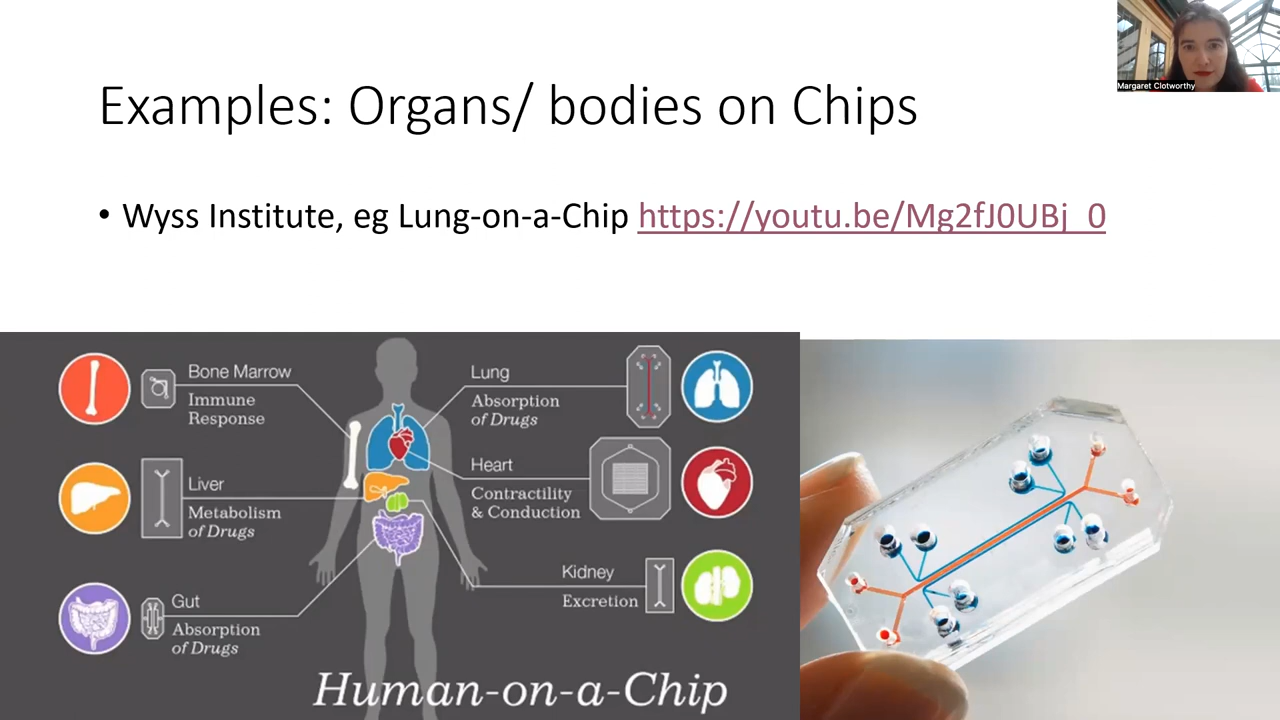 Examples: Organs/ bodies on Chips
Margaret Clotworthy
• Wyss Institute, eg Lung-on-a-Chip https://youtu.be/Mg2fJ0UBj_0
Bone Marrow
Immune
Response
Liver
Metabolism
of Drugs
Gut
Absorption
of Drugs
Lung
Absorption
of Drugs
Heart
Contractility
& Conduction
Kidney
Excretion
Human-on-a-Chip